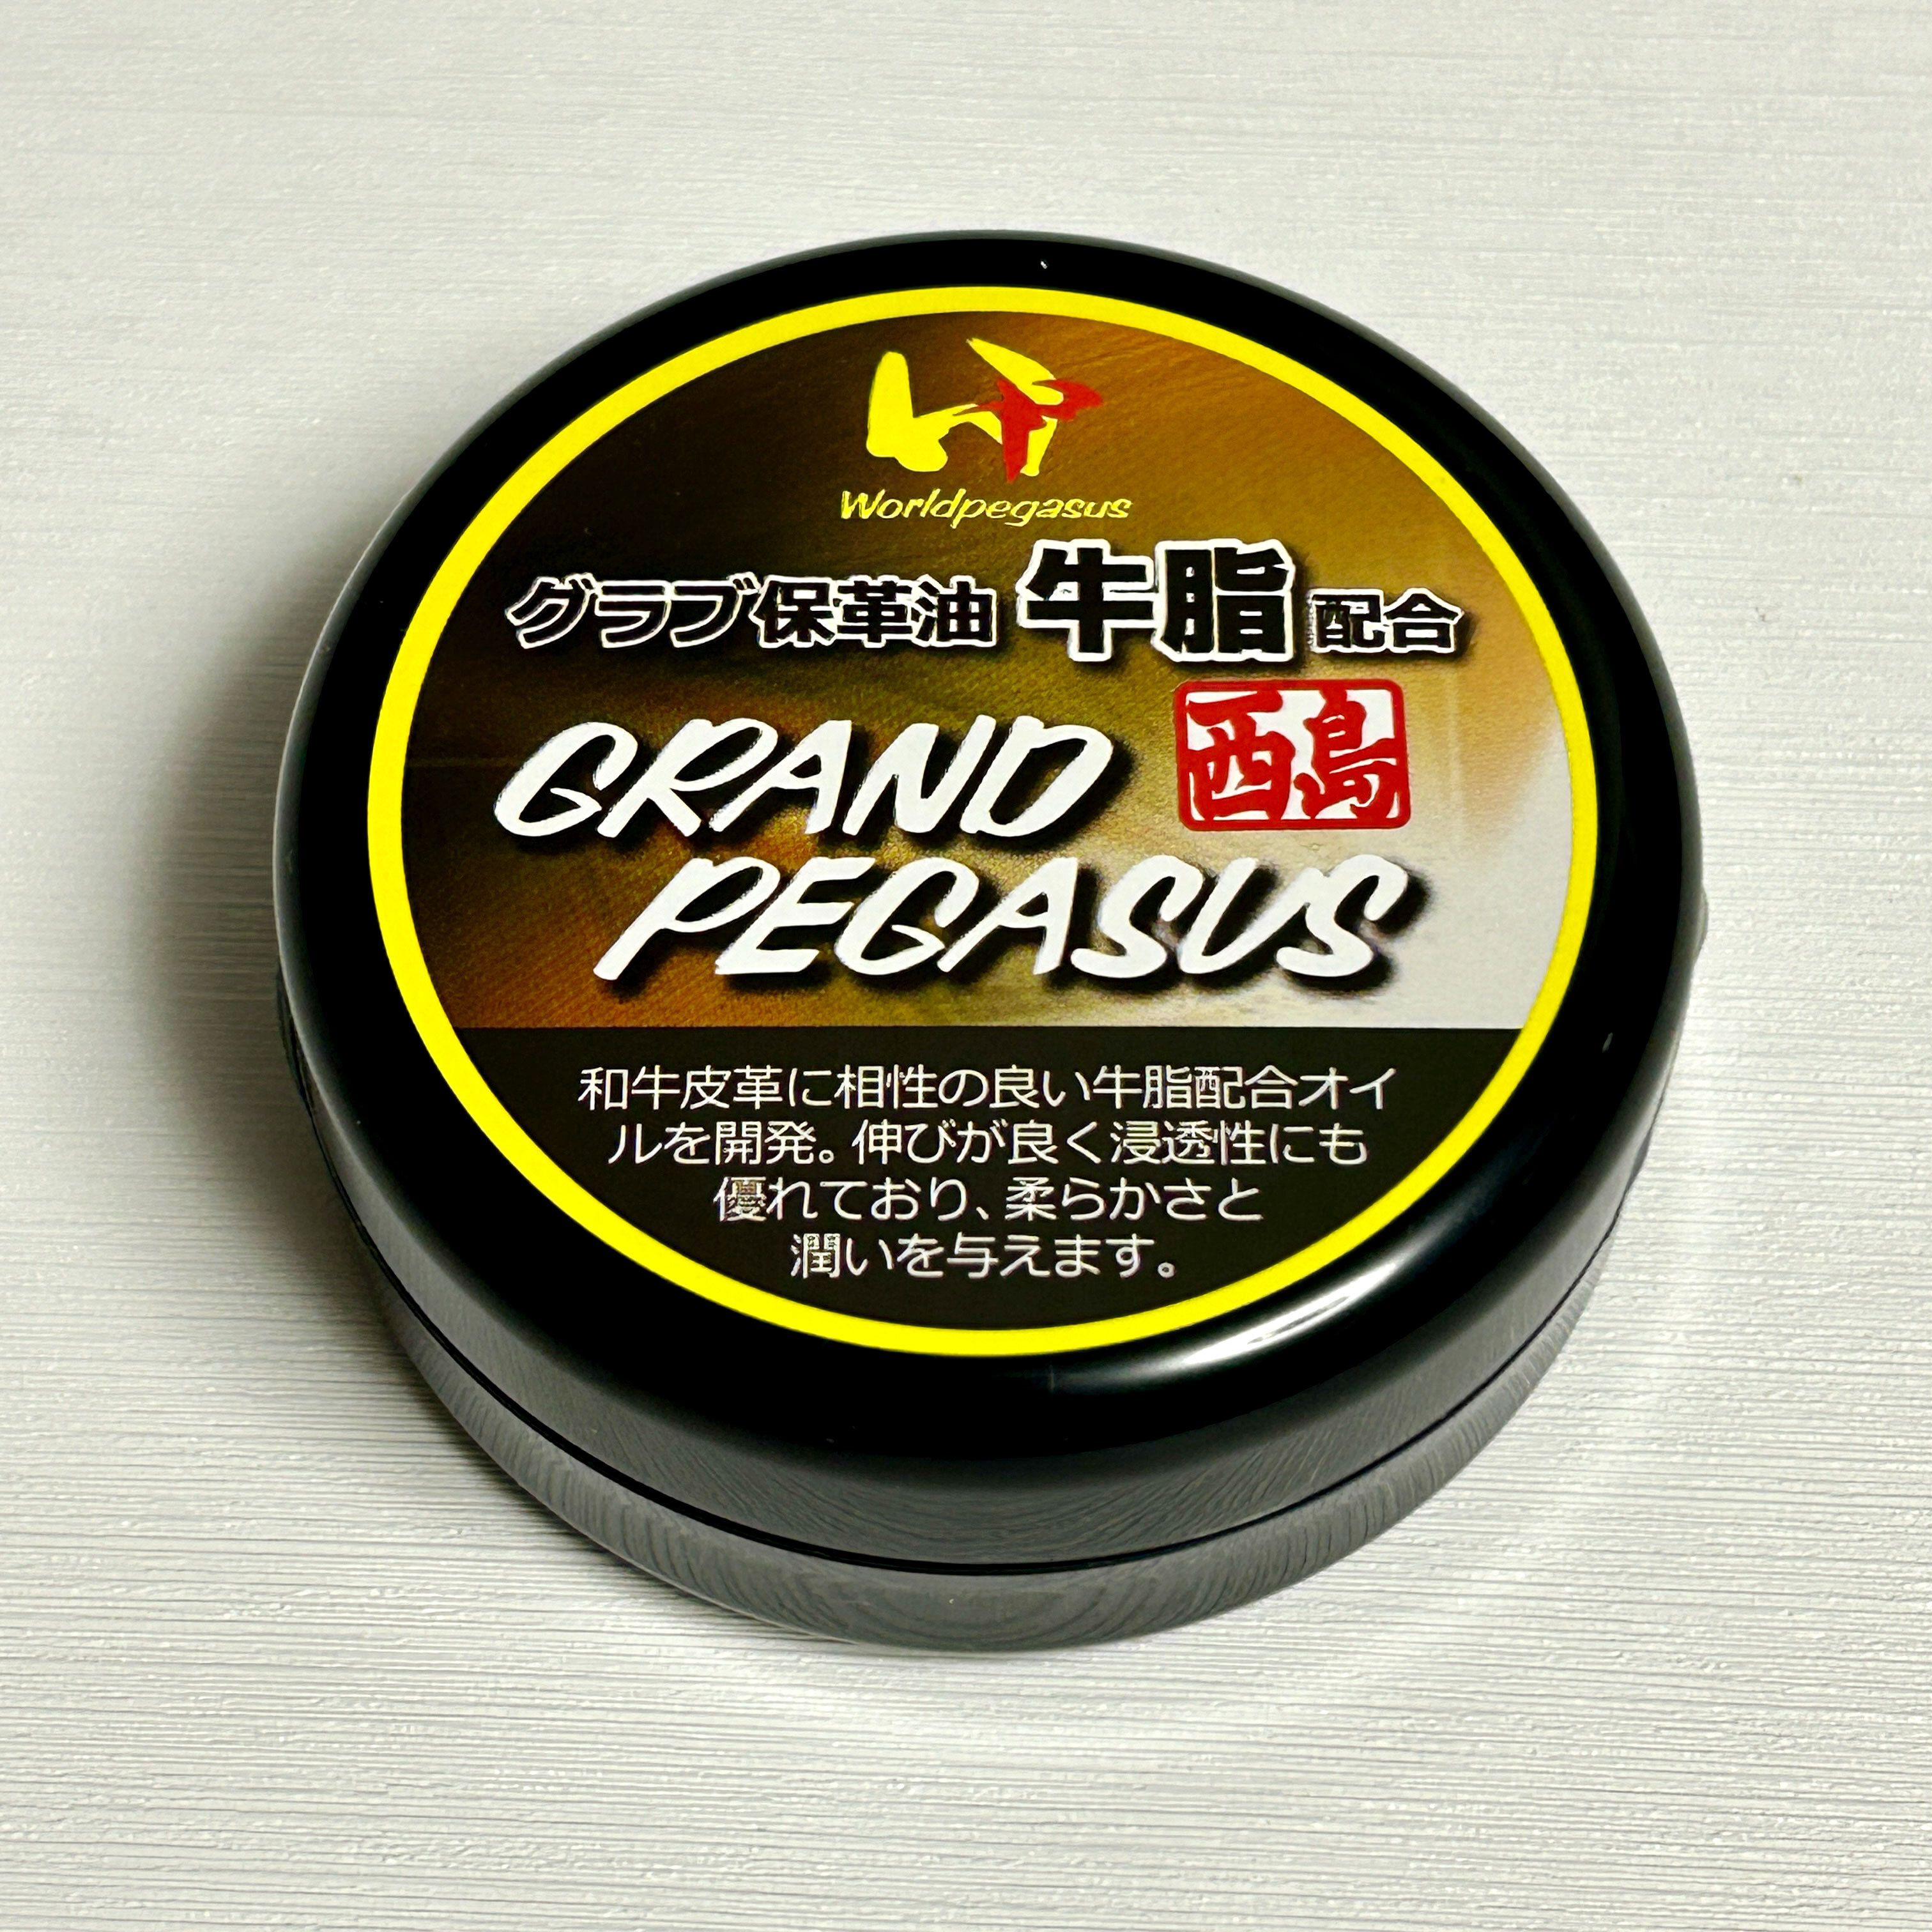 Worldpegasus
グラブ保革油 牛脂 配合
GRAND
酉島
PEGASUS
和牛皮革に相性の良い牛脂配合オイ
ルを開発。伸びが良く浸透性にも
優れており、柔らかさと
潤いを与えます。